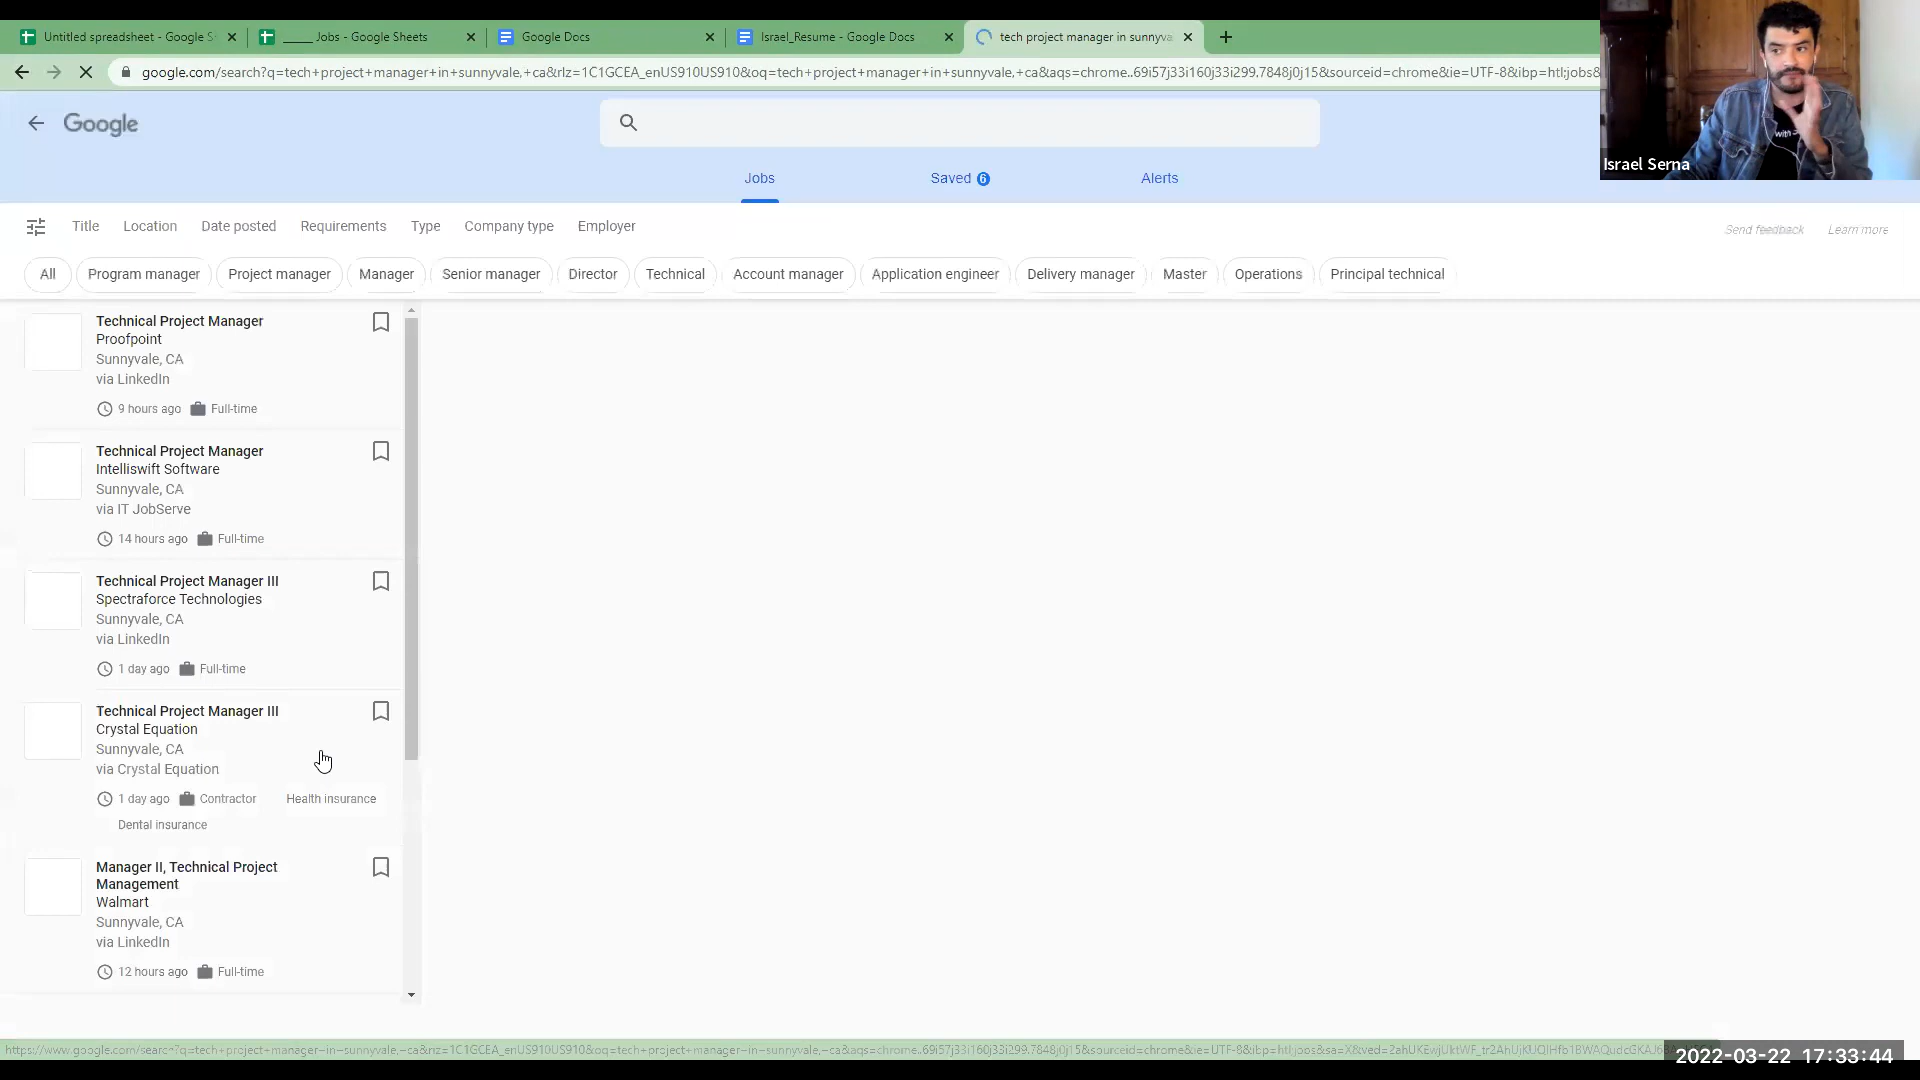 Untitled spreadsheet - Google S
_____ Jobs - Google Sheets
Google Docs
Israel_Resume - Google Docs
tech project manager in sunnyva
google.com/search?q=tech+project+manager+in+sunnyvale,+ca&rlz=1C1GCEA_enUS910US910&oq=tech+project+manager+in+sunnyvale,+ca&aqs=chrome..69i57j33i160j33i299.7848j0j15&sourceid=chrome&ie=UTF-8&ibp=htl;jobs&
Google
Jobs
Saved 6
Alerts
Israel Serna
with
Title Location Date posted Requirements Type Company type Employer
Send feedback Learn more
All Program manager Project manager Manager Senior manager Director Technical Account manager Application engineer Delivery manager Master Operations Principal technical
Technical Project Manager
Proofpoint
Sunnyvale, CA
via LinkedIn
9 hours ago Full-time
Technical Project Manager
Intelliswift Software
Sunnyvale, CA
via IT JobServe
14 hours ago Full-time
Technical Project Manager III
Spectraforce Technologies
Sunnyvale, CA
via LinkedIn
1 day ago Full-time
Technical Project Manager III
Crystal Equation
Sunnyvale, CA
via Crystal Equation
1 day ago Contractor Health insurance
Dental insurance
Manager II, Technical Project
Management
Walmart
Sunnyvale, CA
via LinkedIn
12 hours ago Full-time
2022-03-22 17:33:44